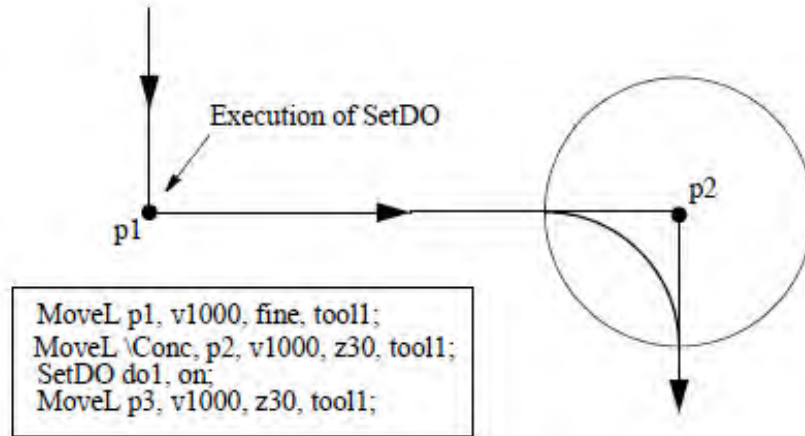 Execution of SetDO
p1
p2
MoveL p1, v1000, fine, tool1;
MoveL \Conc, p2, v1000, z30, tool1;
SetDO do1, on;
MoveL p3, v1000, z30, tool1;